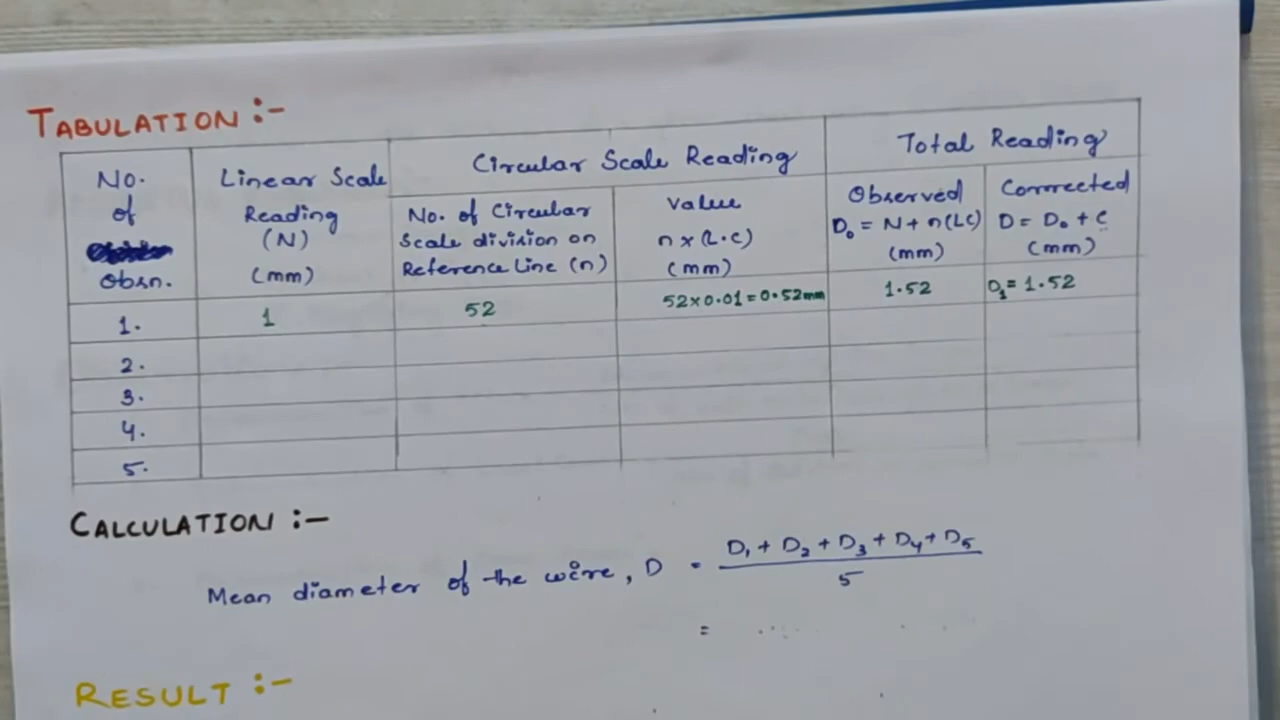 TABULATION :-
No. of Obsn.
Linear Scale Reading (N) (mm)
Circular Scale Reading
No. of Circular Scale division on Reference Line (n)
Value n × (L.C) (mm)
Total Reading
Observed D₀ = N + n(LC) (mm)
Corrected D = D₀ + C (mm)
1. 1 52 52×0.01=0.52mm 1.52 D₁= 1.52
2.
3.
4.
5.
CALCULATION :-
Mean diameter of the wire, D = D₁ + D₂ + D₃ + D₄ + D₅
5
=
RESULT :-